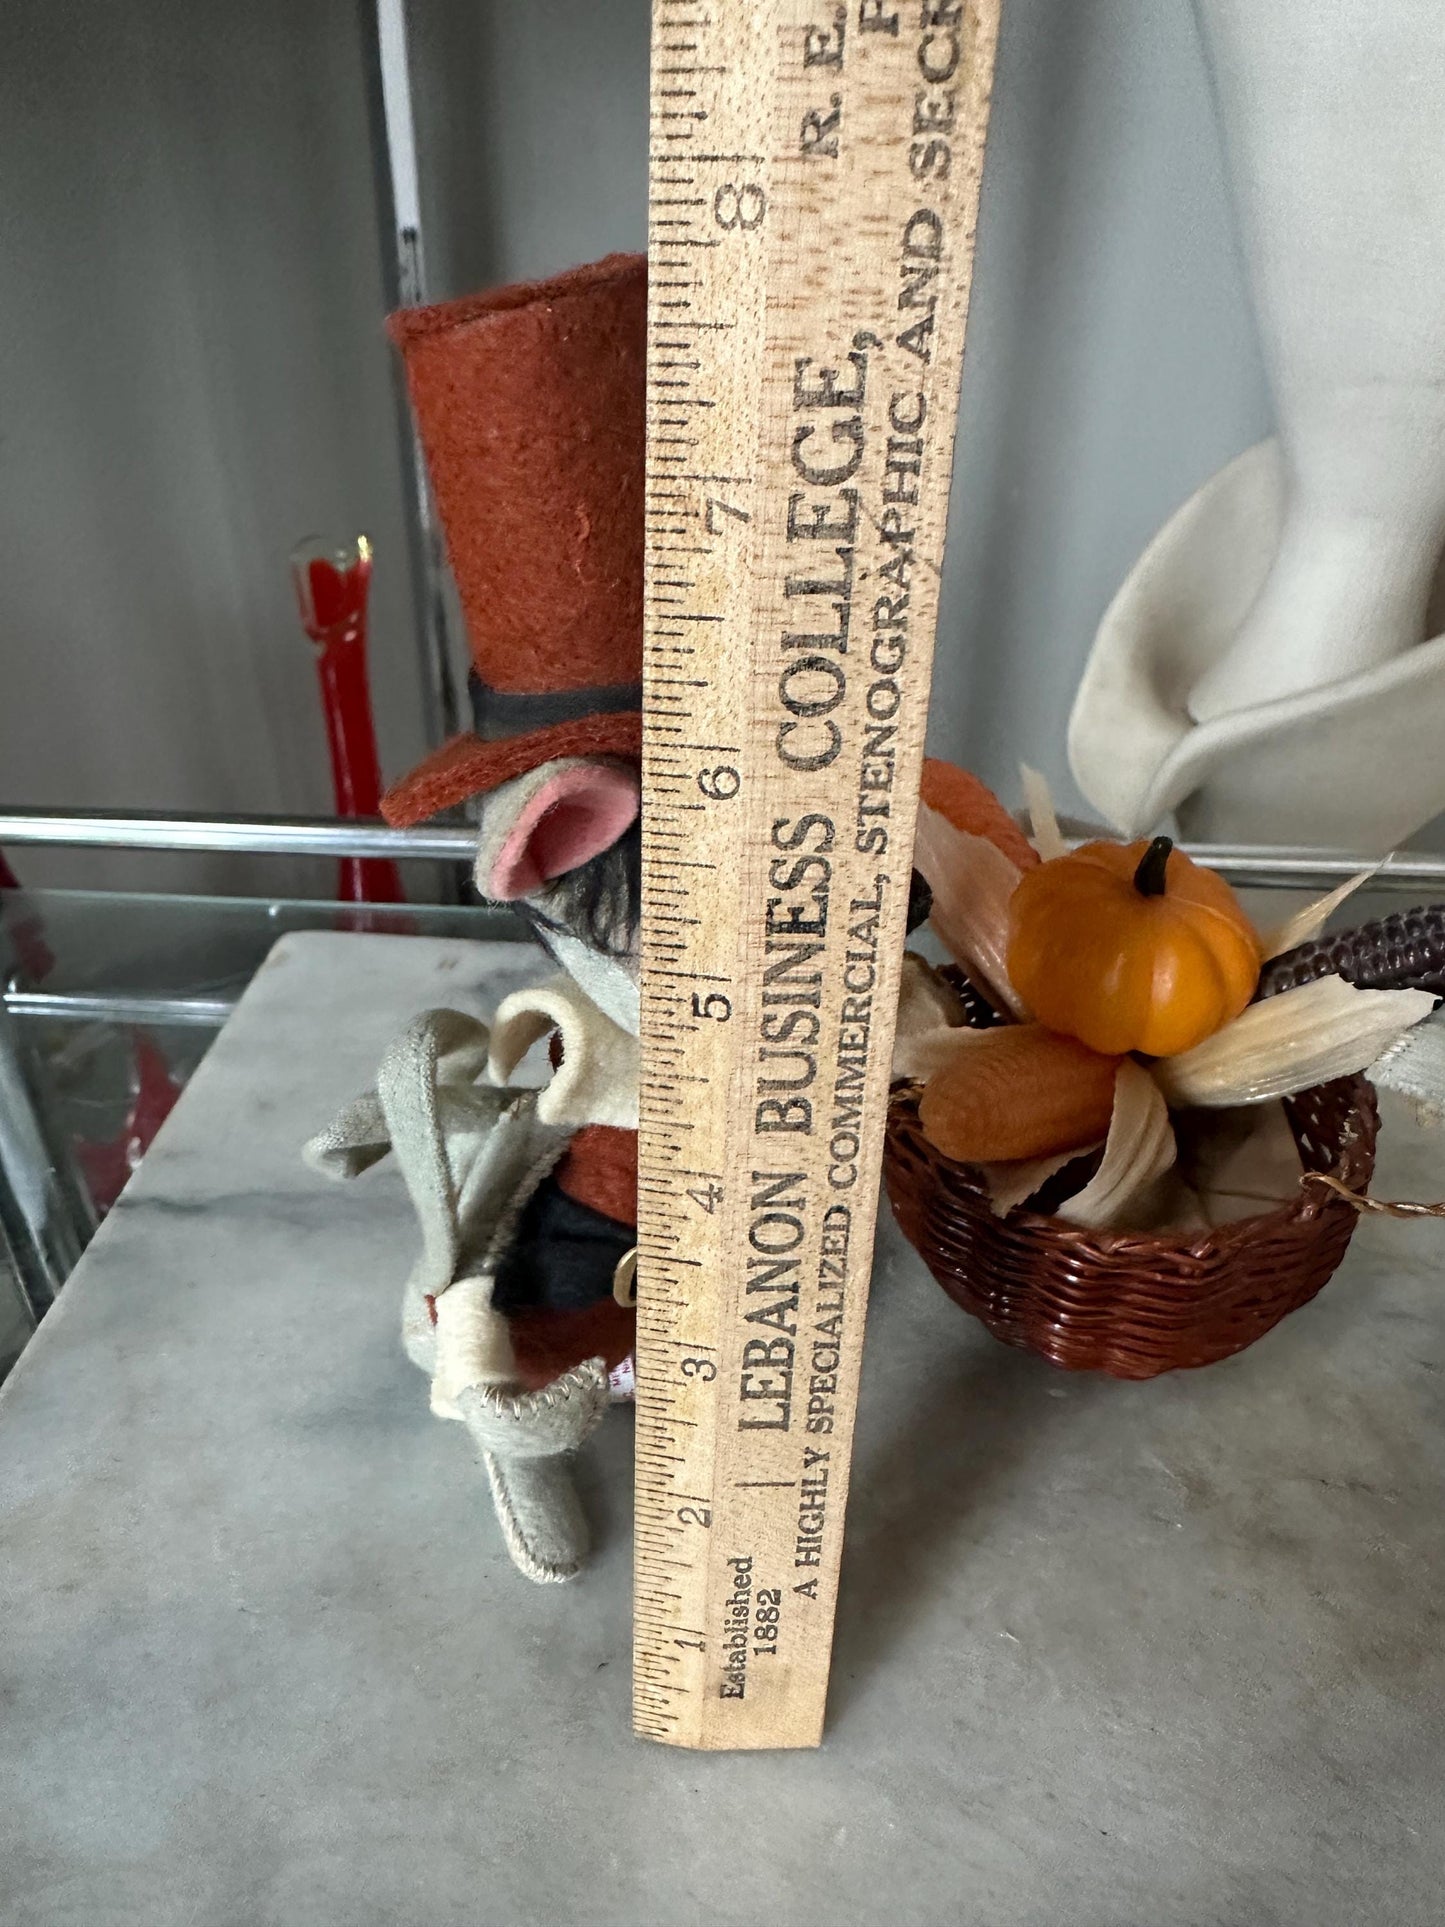 R. E.
LEBANON BUSINESS COLLEGE,
A HIGHLY SPECIALIZED COMMERCIAL, STENOGRAPHIC AND SECR
Established
1882
8
7
6
5
4
3
2
1